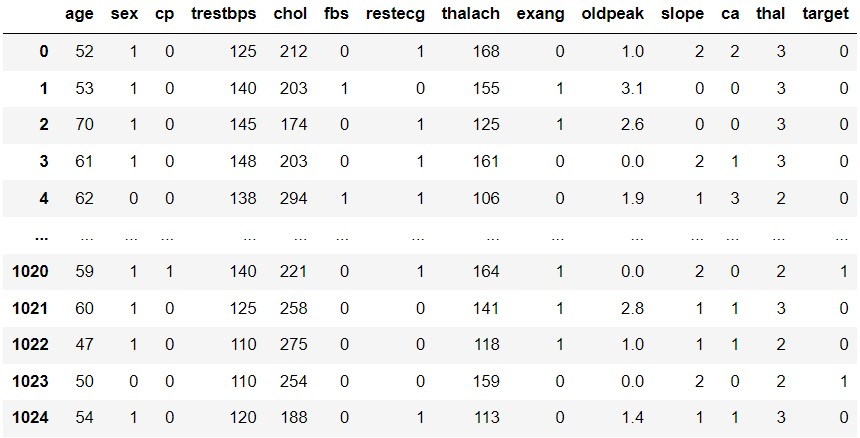 age sex cp trestbps chol fbs restecg thalach exang oldpeak slope ca thal target
0 52 1 0 125 212 0 1 168 0 1.0 2 2 3 0
1 53 1 0 140 203 1 0 155 1 3.1 0 0 3 0
2 70 1 0 145 174 0 1 125 1 2.6 0 0 3 0
3 61 1 0 148 203 0 1 161 0 0.0 2 1 3 0
4 62 0 0 138 294 1 1 106 0 1.9 1 3 2 0
... ... ... ... ... ... ... ... ... ... ... ... ... ... ...
1020 59 1 1 140 221 0 1 164 1 0.0 2 0 2 1
1021 60 1 0 125 258 0 0 141 1 2.8 1 1 3 0
1022 47 1 0 110 275 0 0 118 1 1.0 1 1 2 0
1023 50 0 0 110 254 0 0 159 0 0.0 2 0 2 1
1024 54 1 0 120 188 0 1 113 0 1.4 1 1 3 0